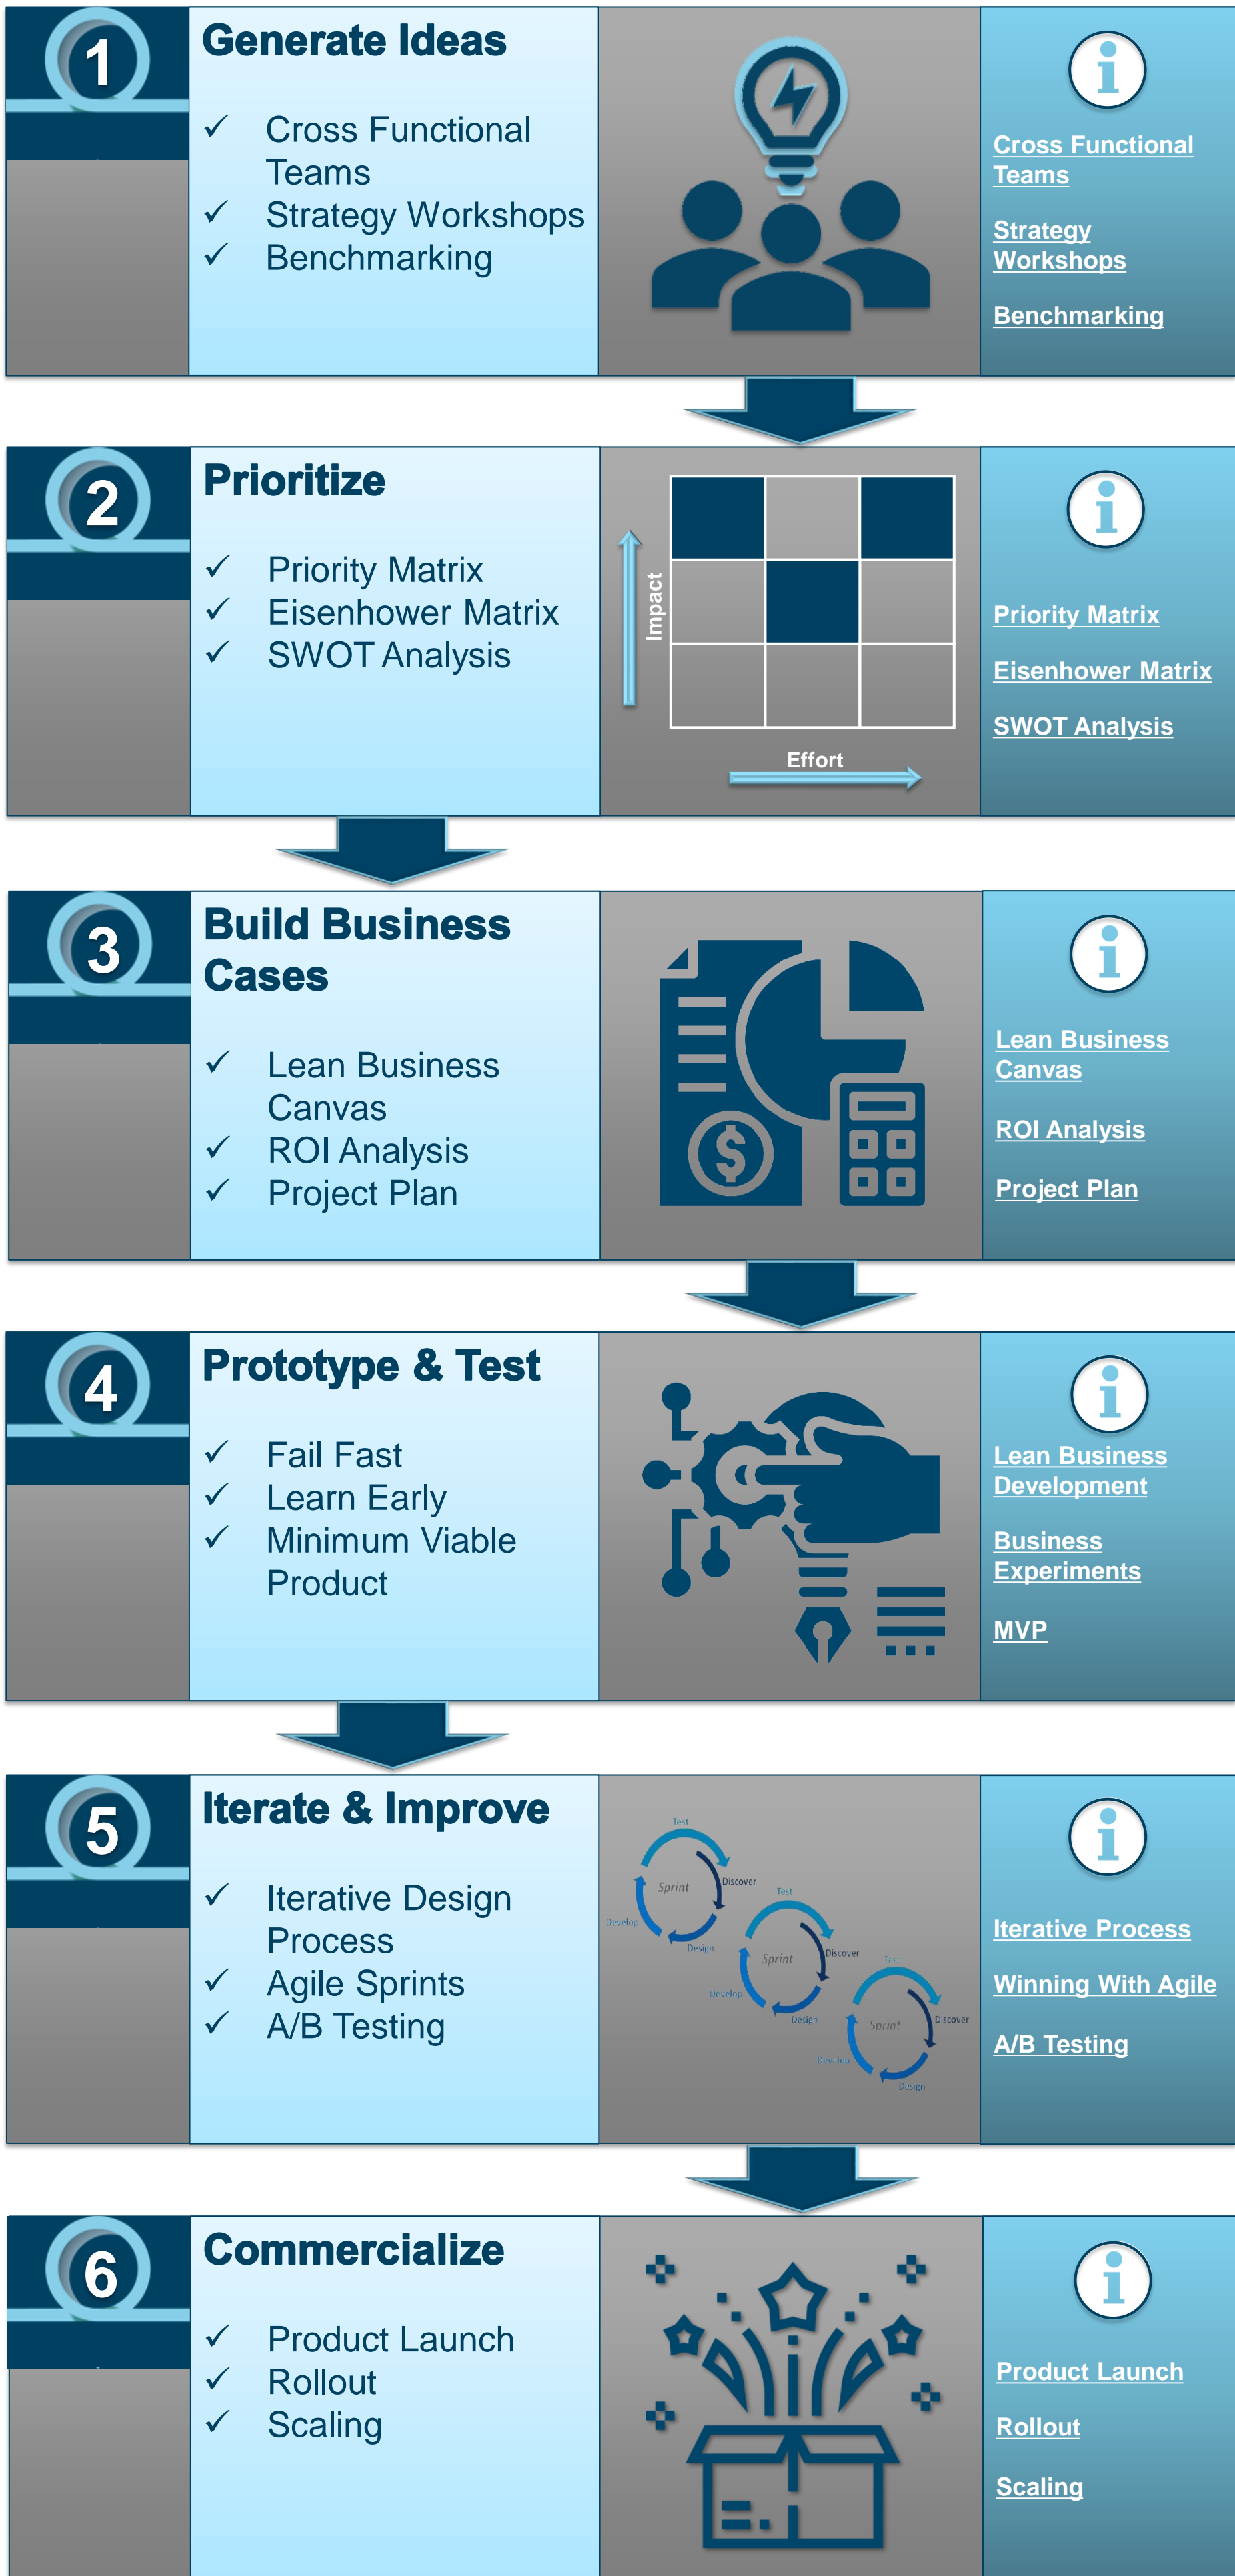 1
Generate Ideas
✓ Cross Functional
Teams
✓ Strategy Workshops
✓ Benchmarking
i
Cross Functional
Teams
Strategy
Workshops
Benchmarking
2
Prioritize
✓ Priority Matrix
✓ Eisenhower Matrix
✓ SWOT Analysis
Impact
Effort
i
Priority Matrix
Eisenhower Matrix
SWOT Analysis
3
Build Business
Cases
✓ Lean Business
Canvas
✓ ROI Analysis
✓ Project Plan
$
i
Lean Business
Canvas
ROI Analysis
Project Plan
4
Prototype & Test
✓ Fail Fast
✓ Learn Early
✓ Minimum Viable
Product
i
Lean Business
Development
Business
Experiments
MVP
5
Iterate & Improve
✓ Iterative Design
Process
✓ Agile Sprints
✓ A/B Testing
Test
Discover
Sprint
Develop
Design
Test
Discover
Sprint
Develop
Design
Test
Discover
Sprint
Develop
Design
i
Iterative Process
Winning With Agile
A/B Testing
6
Commercialize
✓ Product Launch
✓ Rollout
✓ Scaling
i
Product Launch
Rollout
Scaling